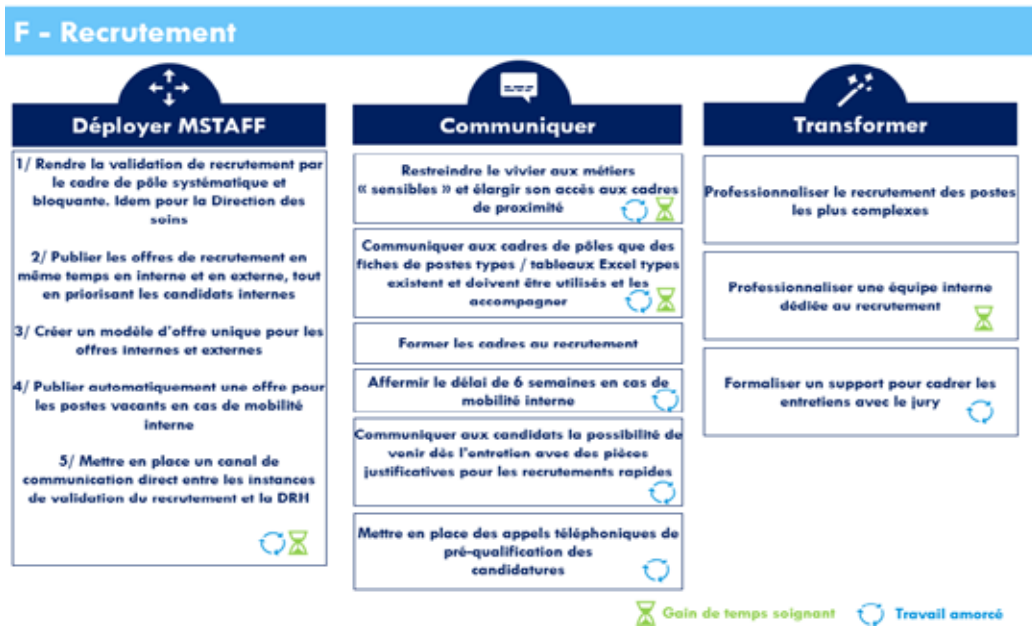 F - Recrutement
Déployer MSTAFF
1/ Rendre la validation de recrutement par
le cadre de pôle systématique et
bloquante. Idem pour la Direction des
soins
2/ Publier les offres de recrutement en
même temps en interne et en externe, tout
en priorisant les candidats internes
3/ Créer un modèle d'offre unique pour les
offres internes et externes
4/ Publier automatiquement une offre pour
les postes vacants en cas de mobilité
interne
5/ Mettre en place un canal de
communication direct entre les instances
de validation du recrutement et la DRH
Communiquer
Restreindre le vivier aux métiers
« sensibles » et élargir son accès aux cadres
de proximité
Communiquer aux cadres de pôles que des
fiches de postes types / tableaux Excel types
existent et doivent être utilisés et les
accompagner
Former les cadres au recrutement
Affermir le délai de 6 semaines en cas de
mobilité interne
Communiquer aux candidats la possibilité de
venir dès l'entretien avec des pièces
justificatives pour les recrutements rapides
Mettre en place des appels téléphoniques de
pré-qualification des
candidatures
Transformer
Professionnaliser le recrutement des postes
les plus complexes
Professionnaliser une équipe interne
dédiée au recrutement
Formaliser un support pour cadrer les
entretiens avec le jury
Gain de temps soignant
Travail amorcé